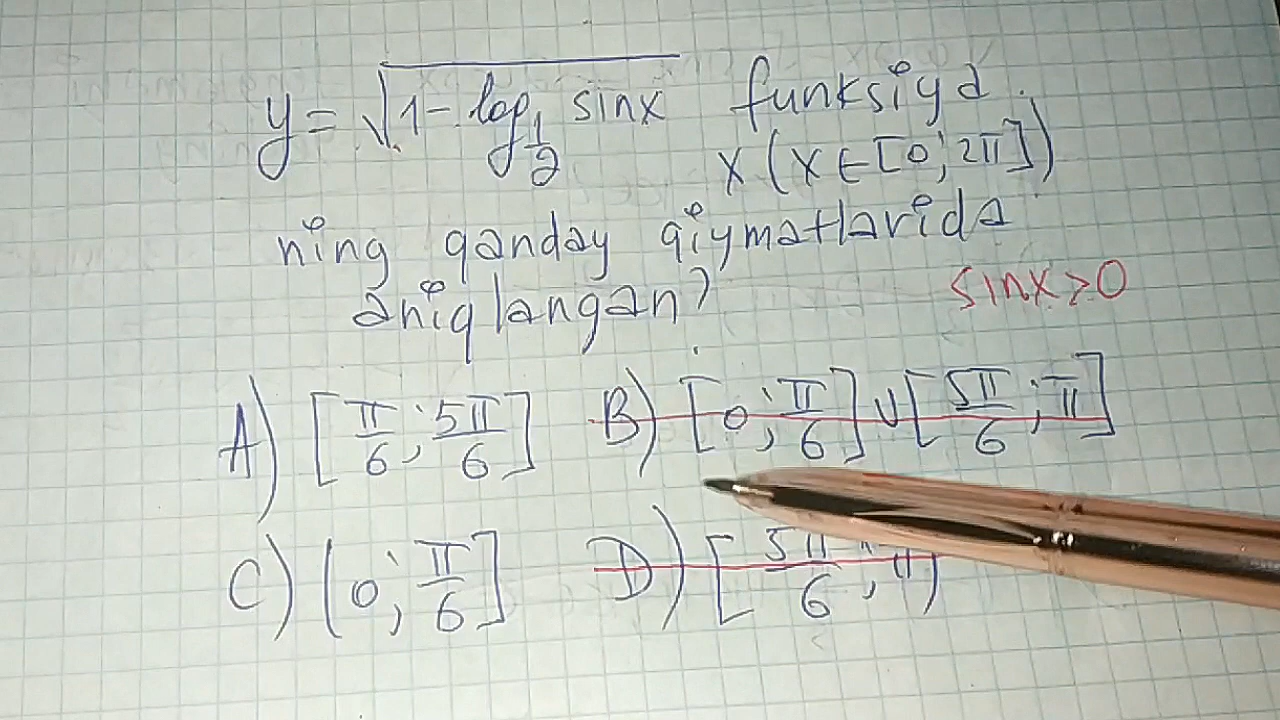 y = √(1 - log_{1/2} sinx) funksiya
x (x ∈ [0; 2π])
ning qanday qiymatlarida
aniqlangan?
sinx > 0
A) [π/6; 5π/6] B) [0; π/6] ∪ [5π/6; π]
C) (0; π/6] D) [5π/6; π)